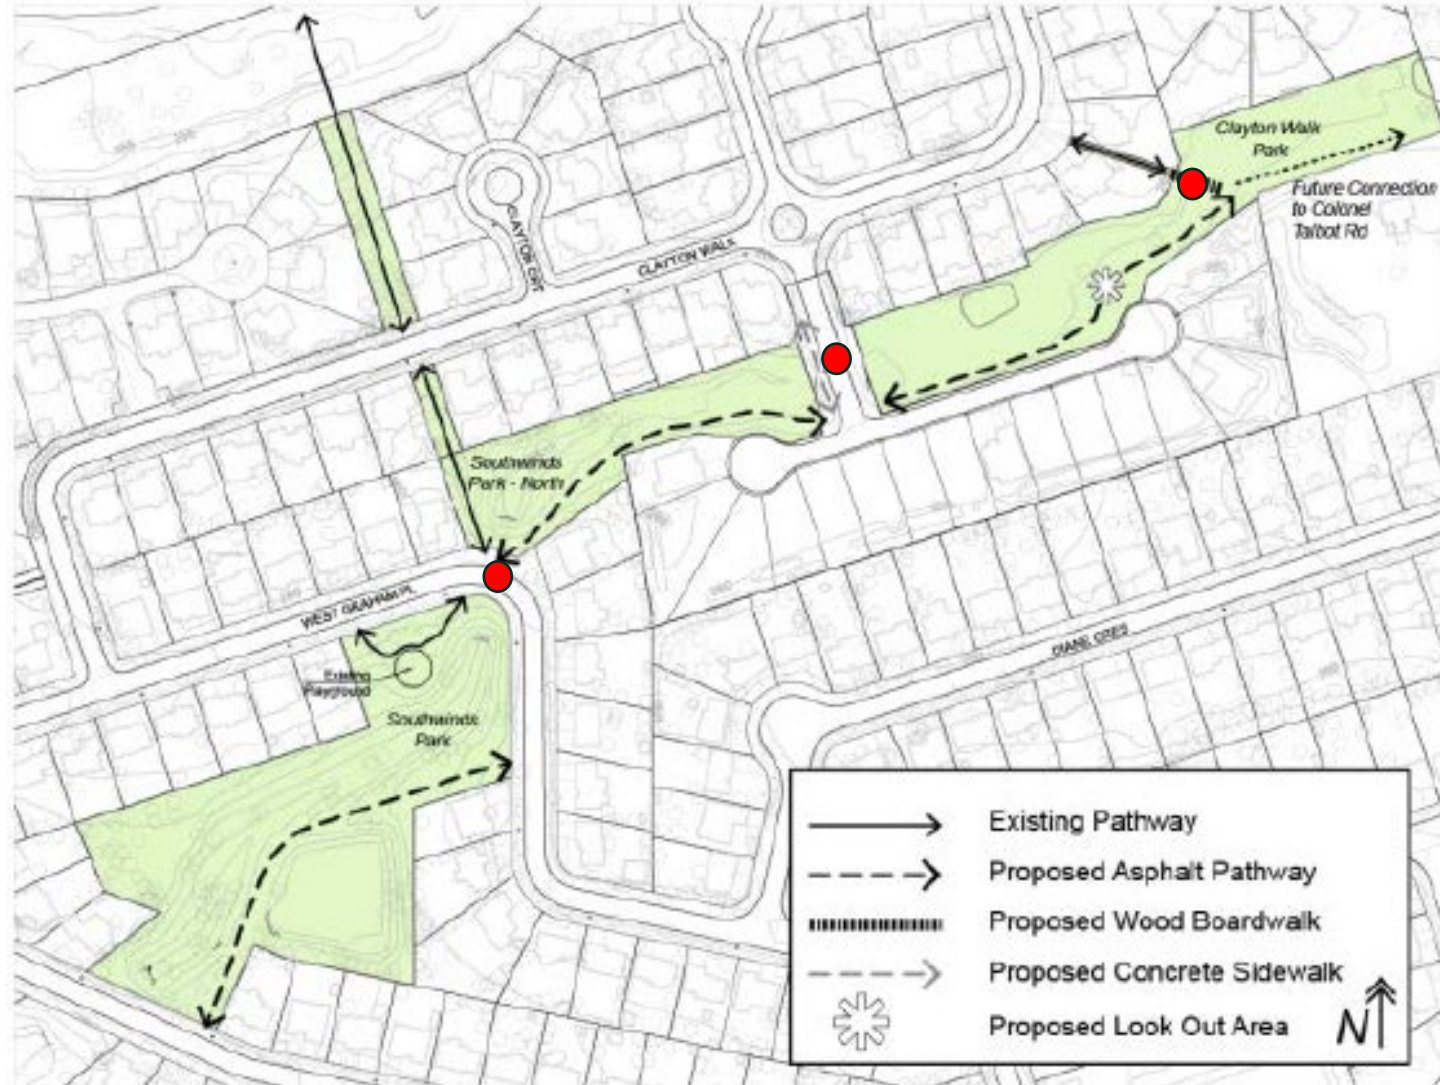 Clayton Walk
Park
Future Connection
to Colonel
Talbot Rd
CLAYTON CRT
CLAYTON WALK
Southwinds
Park - North
WEST GRAHAM PL
DIANE CRES
Existing
Playground
Southwinds
Park
Existing Pathway
Proposed Asphalt Pathway
Proposed Wood Boardwalk
Proposed Concrete Sidewalk
Proposed Look Out Area
N